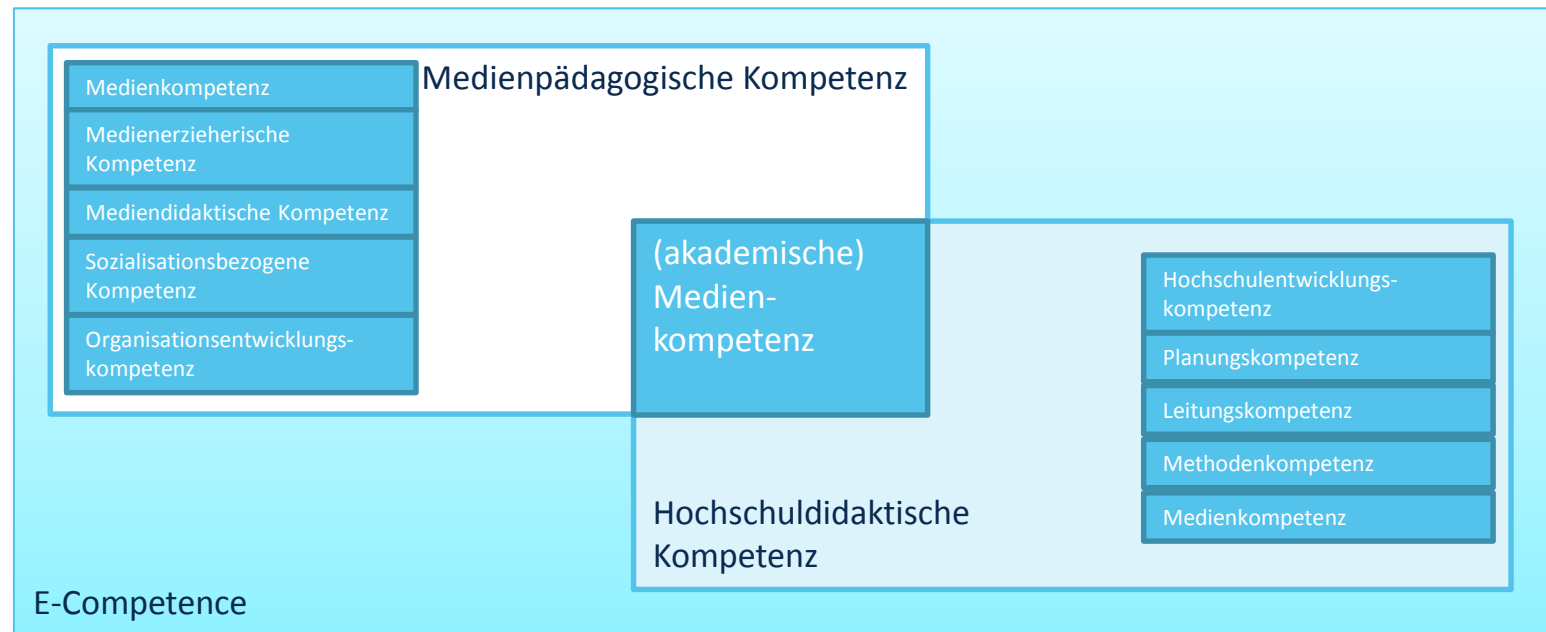 Medienpädagogische Kompetenz
Medienkompetenz
Medienerzieherische
Kompetenz
Mediendidaktische Kompetenz
Sozialisationsbezogene
Kompetenz
Organisationsentwicklungs-
kompetenz
(akademische)
Medien-
kompetenz
Hochschulentwicklungs-
kompetenz
Planungskompetenz
Leitungskompetenz
Methodenkompetenz
Medienkompetenz
Hochschuldidaktische
Kompetenz
E-Competence